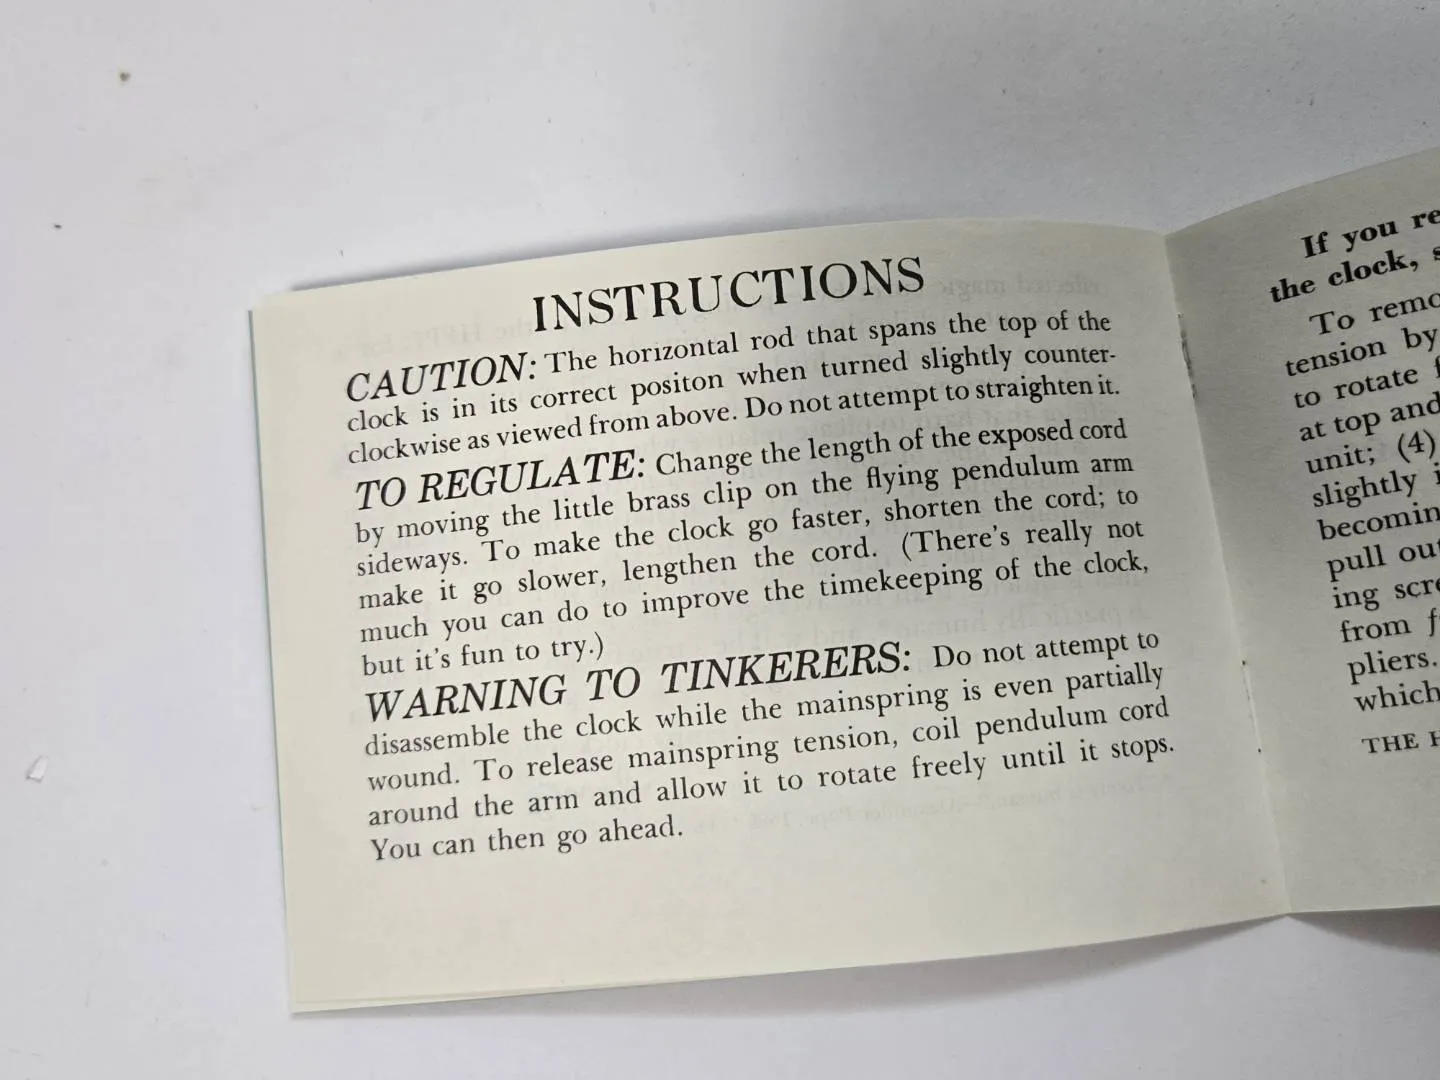 INSTRUCTIONS
CAUTION: The horizontal rod that spans the top of the
clock is in its correct positon when turned slightly counter-
clockwise as viewed from above. Do not attempt to straighten it.
TO REGULATE: Change the length of the exposed cord
by moving the little brass clip on the flying pendulum arm
sideways. To make the clock go faster, shorten the cord; to
make it go slower, lengthen the cord. (There's really not
much you can do to improve the timekeeping of the clock,
but it's fun to try.)
WARNING TO TINKERERS: Do not attempt to
disassemble the clock while the mainspring is even partially
wound. To release mainspring tension, coil pendulum cord
around the arm and allow it to rotate freely until it stops.
You can then go ahead.
If you re
the clock, s
To remo
tension by
to rotate f
at top and
unit; (4)
slightly i
becomin
pull out
ing scre
from f
pliers.
which
THE H